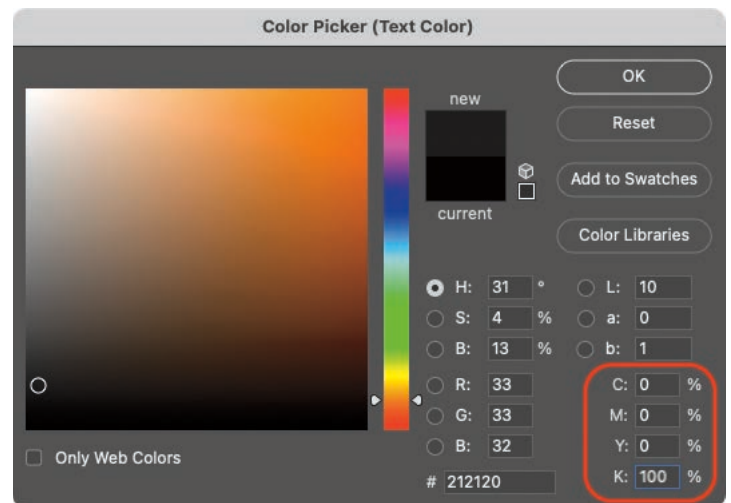 Color Picker (Text Color)
new
current
OK
Reset
Add to Swatches
Color Libraries
H: 31 °
S: 4 %
B: 13 %
L: 10
a: 0
b: 1
R: 33
G: 33
B: 32
# 212120
C: 0 %
M: 0 %
Y: 0 %
K: 100 %
Only Web Colors